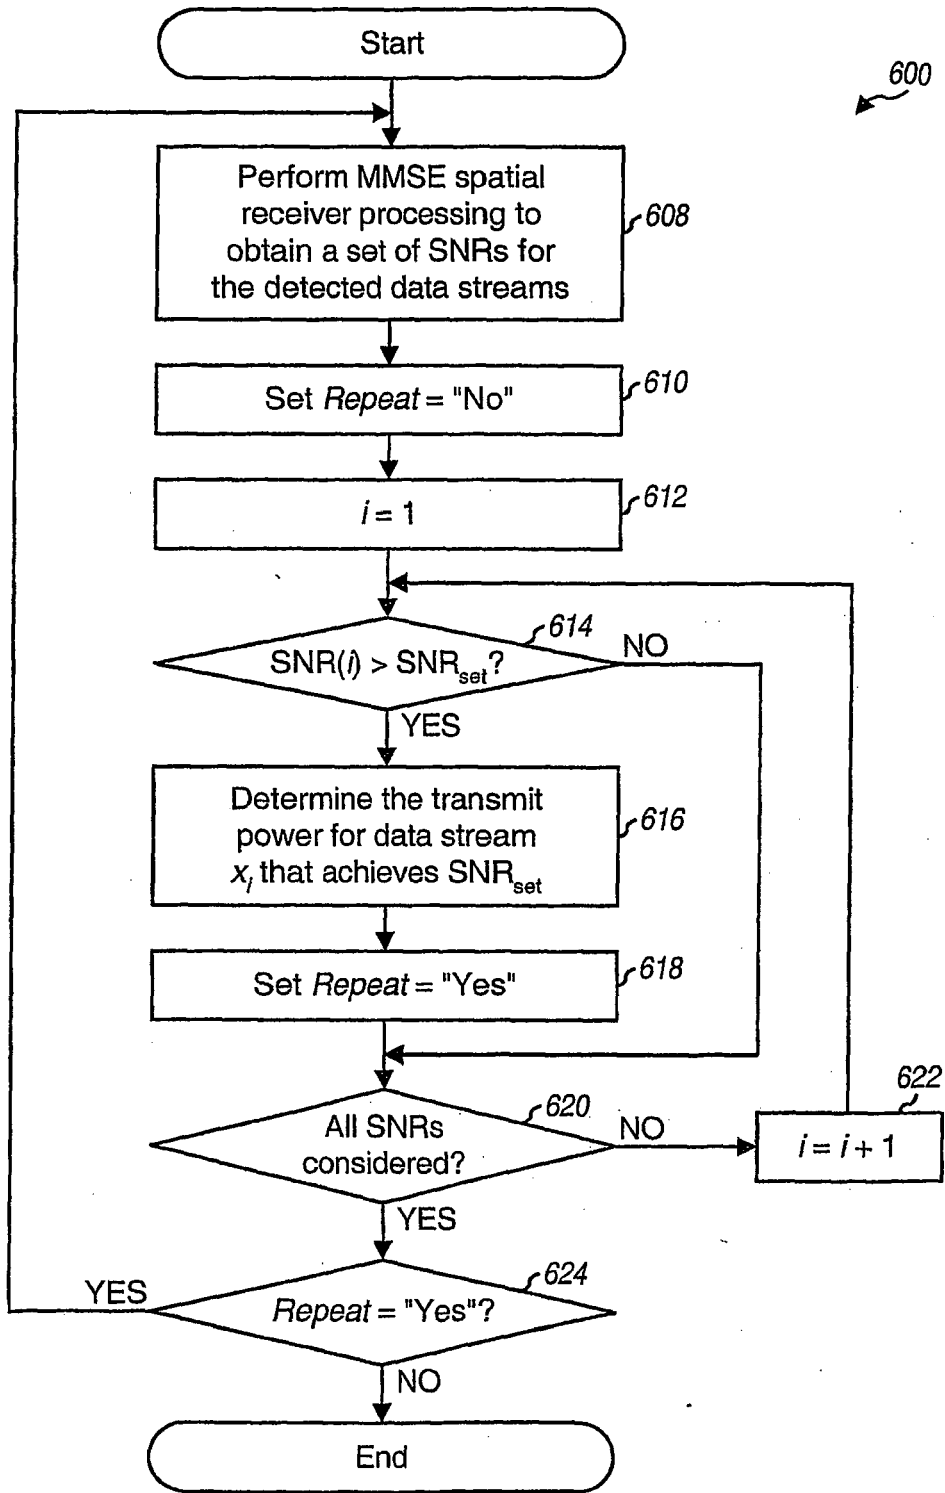 Start
600
Perform MMSE spatial
receiver processing to
obtain a set of SNRs for
the detected data streams
608
Set Repeat = "No"
610
i = 1
612
614
SNR(i) > SNRset?
NO
YES
Determine the transmit
power for data stream
xi that achieves SNRset
616
Set Repeat = "Yes"
618
620
All SNRs
considered?
NO
622
i = i + 1
YES
624
YES
Repeat = "Yes"?
NO
End